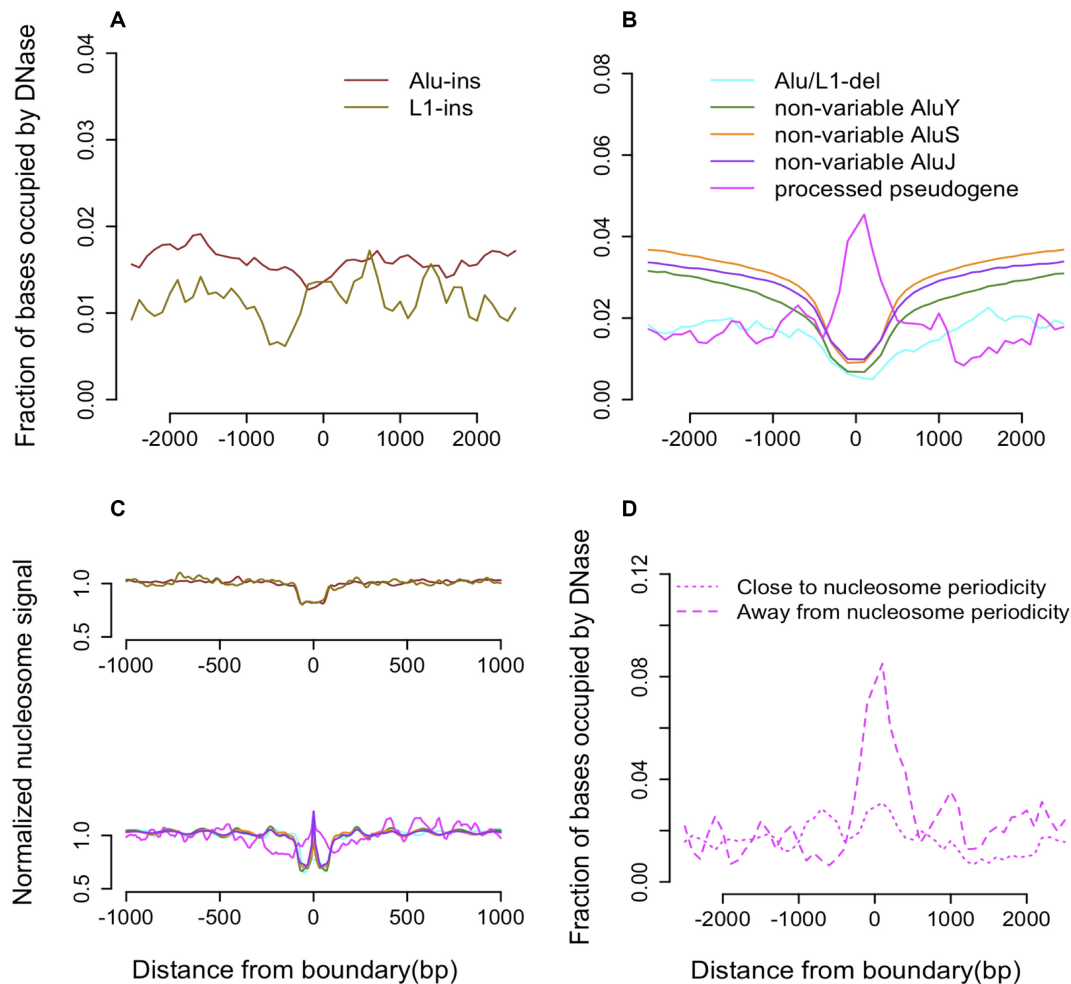 A
Fraction of bases occupied by DNase
0.04
0.03
0.02
0.01
0.00
Alu-ins
L1-ins
-2000 -1000 0 1000 2000
B
0.08
0.06
0.04
0.02
0.00
Alu/L1-del
non-variable AluY
non-variable AluS
non-variable AluJ
processed pseudogene
-2000 -1000 0 1000 2000
C
Normalized nucleosome signal
1.0
0.5
-1000 -500 0 500 1000
1.0
0.5
-1000 -500 0 500 1000
Distance from boundary(bp)
D
Fraction of bases occupied by DNase
0.12
0.08
0.04
0.00
Close to nucleosome periodicity
Away from nucleosome periodicity
-2000 -1000 0 1000 2000
Distance from boundary(bp)